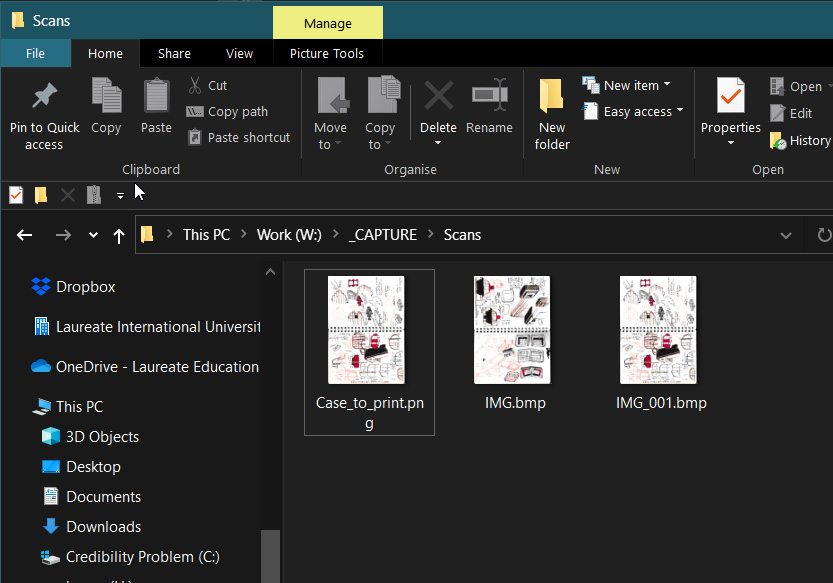 Scans
Manage
File
Home
Share
View
Picture Tools
Pin to Quick
access
Copy
Paste
Cut
Copy path
Paste shortcut
Clipboard
Move
to
Copy
to
Delete
Rename
Organise
New
folder
New item
Easy access
New
Properties
Open
Edit
History
Open
This PC
Work (W:)
_CAPTURE
Scans
Dropbox
Laureate International Universit
OneDrive - Laureate Education
This PC
3D Objects
Desktop
Documents
Downloads
Credibility Problem (C:)
Case_to_print.pn
g
IMG.bmp
IMG_001.bmp